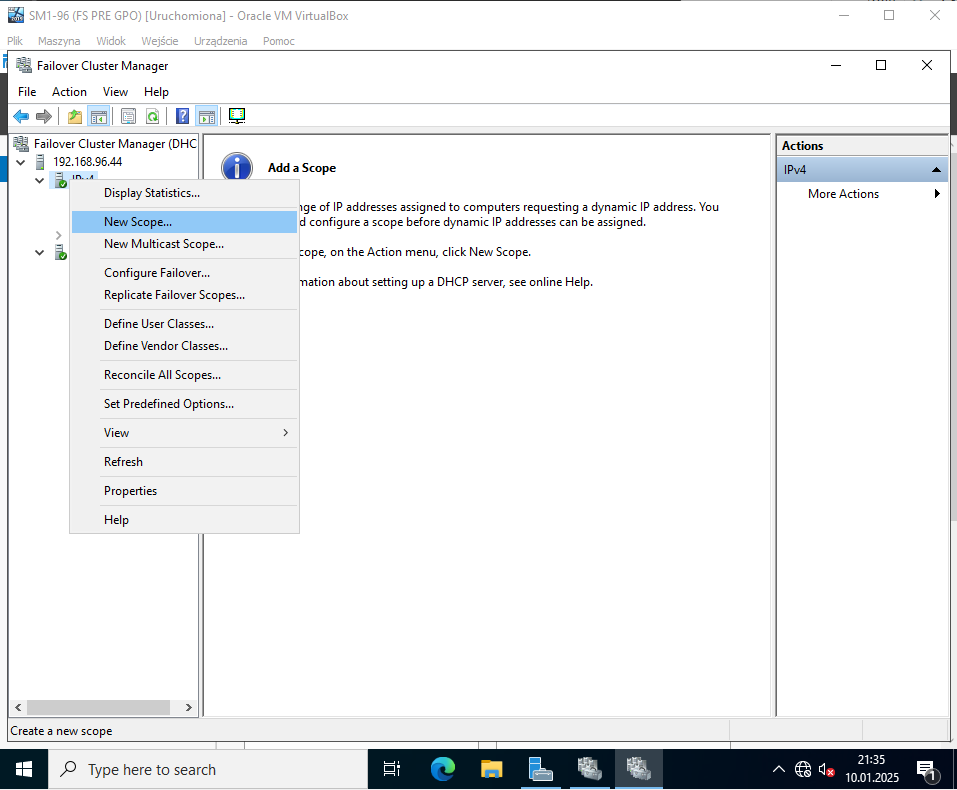 SM1-96 (FS PRE GPO) [Uruchomiona] - Oracle VM VirtualBox
Plik Maszyna Widok Wejście Urządzenia Pomoc
Failover Cluster Manager
File Action View Help
Failover Cluster Manager (DHC
192.168.96.44
IPv4
Display Statistics...
New Scope...
New Multicast Scope...
Configure Failover...
Replicate Failover Scopes...
Define User Classes...
Define Vendor Classes...
Reconcile All Scopes...
Set Predefined Options...
View
Refresh
Properties
Help
Add a Scope
nge of IP addresses assigned to computers requesting a dynamic IP address. You
d configure a scope before dynamic IP addresses can be assigned.
cope, on the Action menu, click New Scope.
mation about setting up a DHCP server, see online Help.
Actions
IPv4
More Actions
Create a new scope
Type here to search
21:35
10.01.2025
1